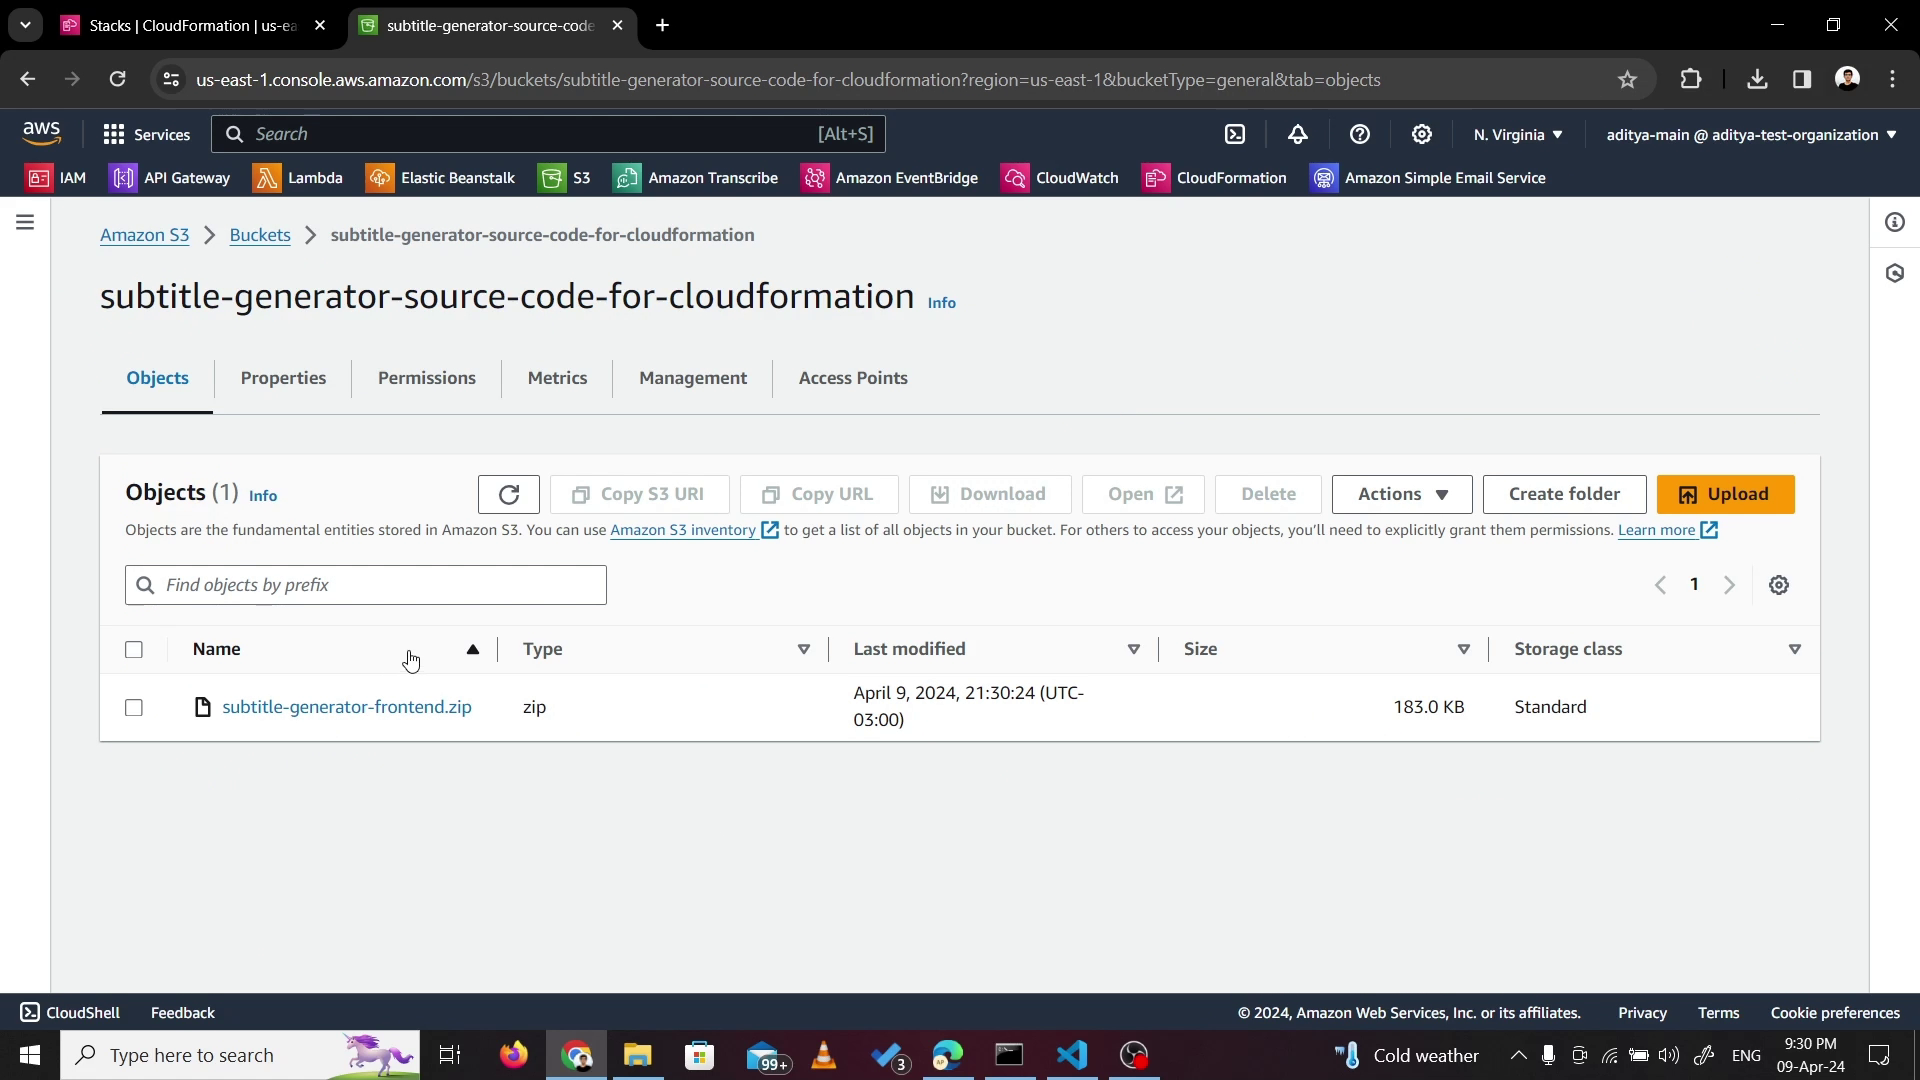 Stacks | CloudFormation | us-ea
subtitle-generator-source-code
us-east-1.console.aws.amazon.com/s3/buckets/subtitle-generator-source-code-for-cloudformation?region=us-east-1&bucketType=general&tab=objects
aws
Services
Search
[Alt+S]
N. Virginia
aditya-main @ aditya-test-organization
IAM
API Gateway
Lambda
Elastic Beanstalk
S3
Amazon Transcribe
Amazon EventBridge
CloudWatch
CloudFormation
Amazon Simple Email Service
Amazon S3
Buckets
subtitle-generator-source-code-for-cloudformation
subtitle-generator-source-code-for-cloudformation Info
Objects
Properties
Permissions
Metrics
Management
Access Points
Objects (1) Info
Copy S3 URI
Copy URL
Download
Open
Delete
Actions
Create folder
Upload
Objects are the fundamental entities stored in Amazon S3. You can use Amazon S3 inventory to get a list of all objects in your bucket. For others to access your objects, you'll need to explicitly grant them permissions. Learn more
Find objects by prefix
1
Name
Type
Last modified
Size
Storage class
subtitle-generator-frontend.zip
zip
April 9, 2024, 21:30:24 (UTC-
03:00)
183.0 KB
Standard
CloudShell
Feedback
© 2024, Amazon Web Services, Inc. or its affiliates.
Privacy
Terms
Cookie preferences
Type here to search
99+
3
Cold weather
ENG
9:30 PM
09-Apr-24